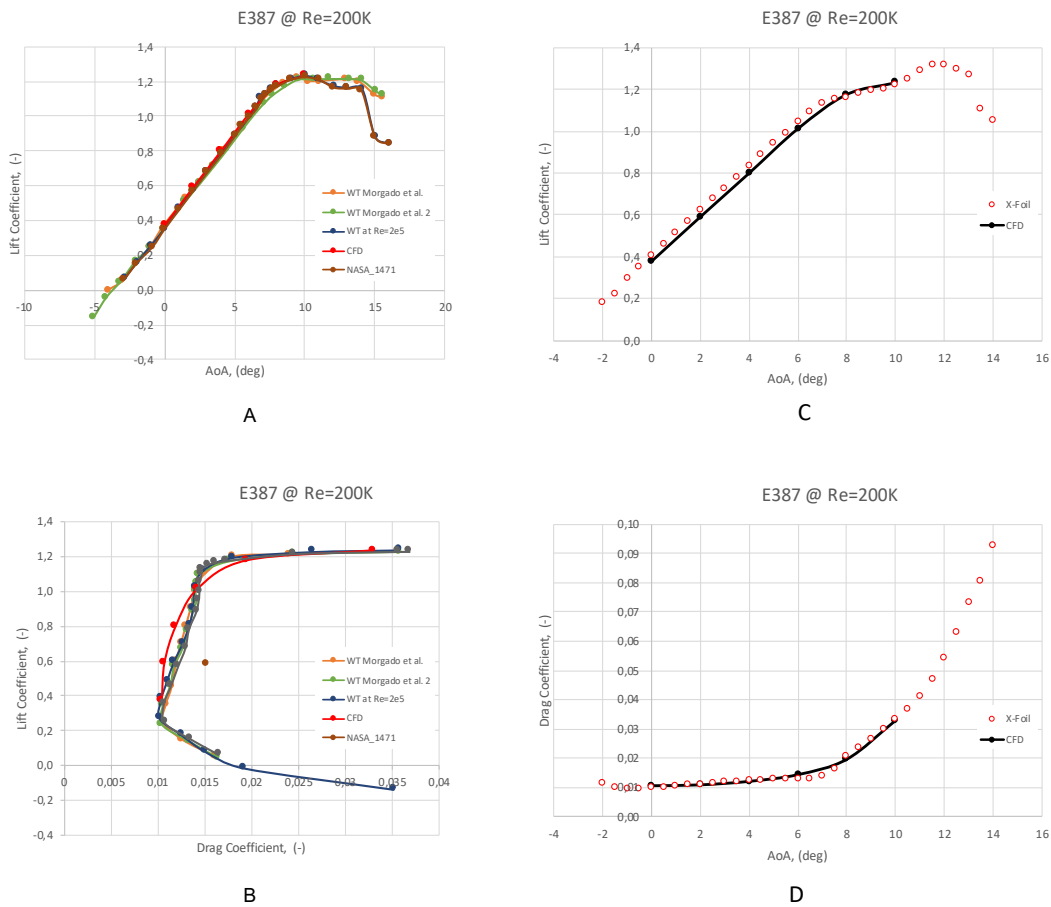 E387 @ Re=200K
1,4
1,2
1,0
0,8
0,6
0,4
0,2
0,0
-0,2
-0,4
-10
-5
0
5
10
15
20
Lift Coefficient, (-)
AoA, (deg)
WT Morgado et al.
WT Morgado et al. 2
WT at Re=2e5
CFD
NASA_1471
A
E387 @ Re=200K
1,4
1,2
1,0
0,8
0,6
0,4
0,2
0,0
-4
-2
0
2
4
6
8
10
12
14
16
Lift Coefficient, (-)
AoA, (deg)
X-Foil
CFD
C
E387 @ Re=200K
1,4
1,2
1,0
0,8
0,6
0,4
0,2
0,0
-0,2
-0,4
0
0,005
0,01
0,015
0,02
0,025
0,03
0,035
0,04
Lift Coefficient, (-)
Drag Coefficient, (-)
WT Morgado et al.
WT Morgado et al. 2
WT at Re=2e5
CFD
NASA_1471
B
E387 @ Re=200K
0,10
0,09
0,08
0,07
0,06
0,05
0,04
0,03
0,02
0,01
0,00
-4
-2
0
2
4
6
8
10
12
14
16
Drag Coefficient, (-)
AoA, (deg)
X-Foil
CFD
D